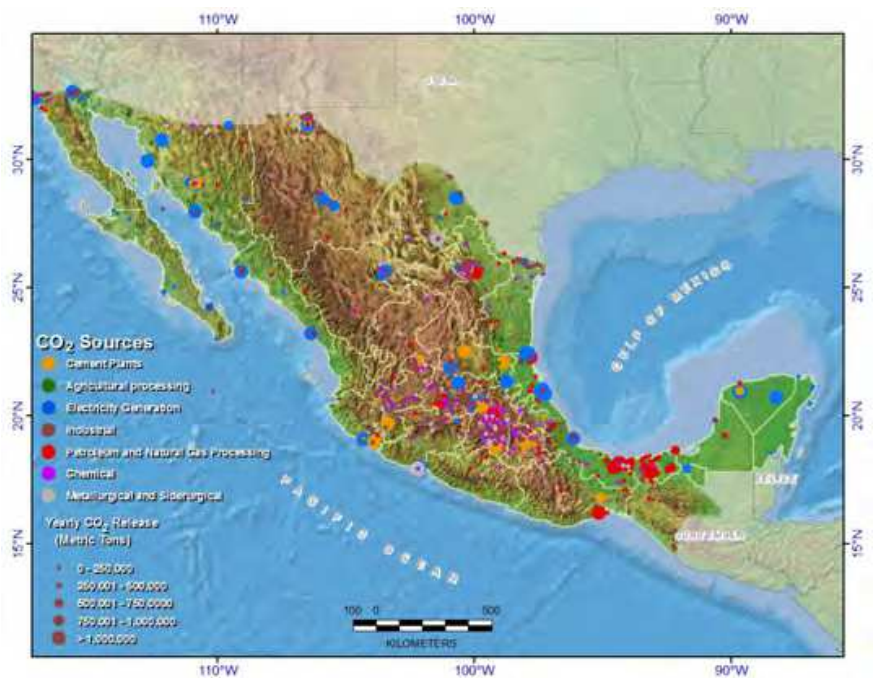 110°W 100°W 90°W
U.S.A.
30°N 30°N
25°N 25°N
GULF OF MEXICO
CO2 Sources
Cement Plants
Agricultural processing
Electricity Generation
Industrial
Petroleum and Natural Gas Processing
Chemical
Metallurgical and Siderurgical
20°N 20°N
BELIZE
PACIFIC OCEAN
GUATEMALA
Yearly CO2 Release
(Metric Tons)
0 - 250,000
250,001 - 500,000
500,001 - 750,0000
750,001 - 1,000,000
>1,000,000
15°N 15°N
100 0 500
KILOMETERS
110°W 100°W 90°W